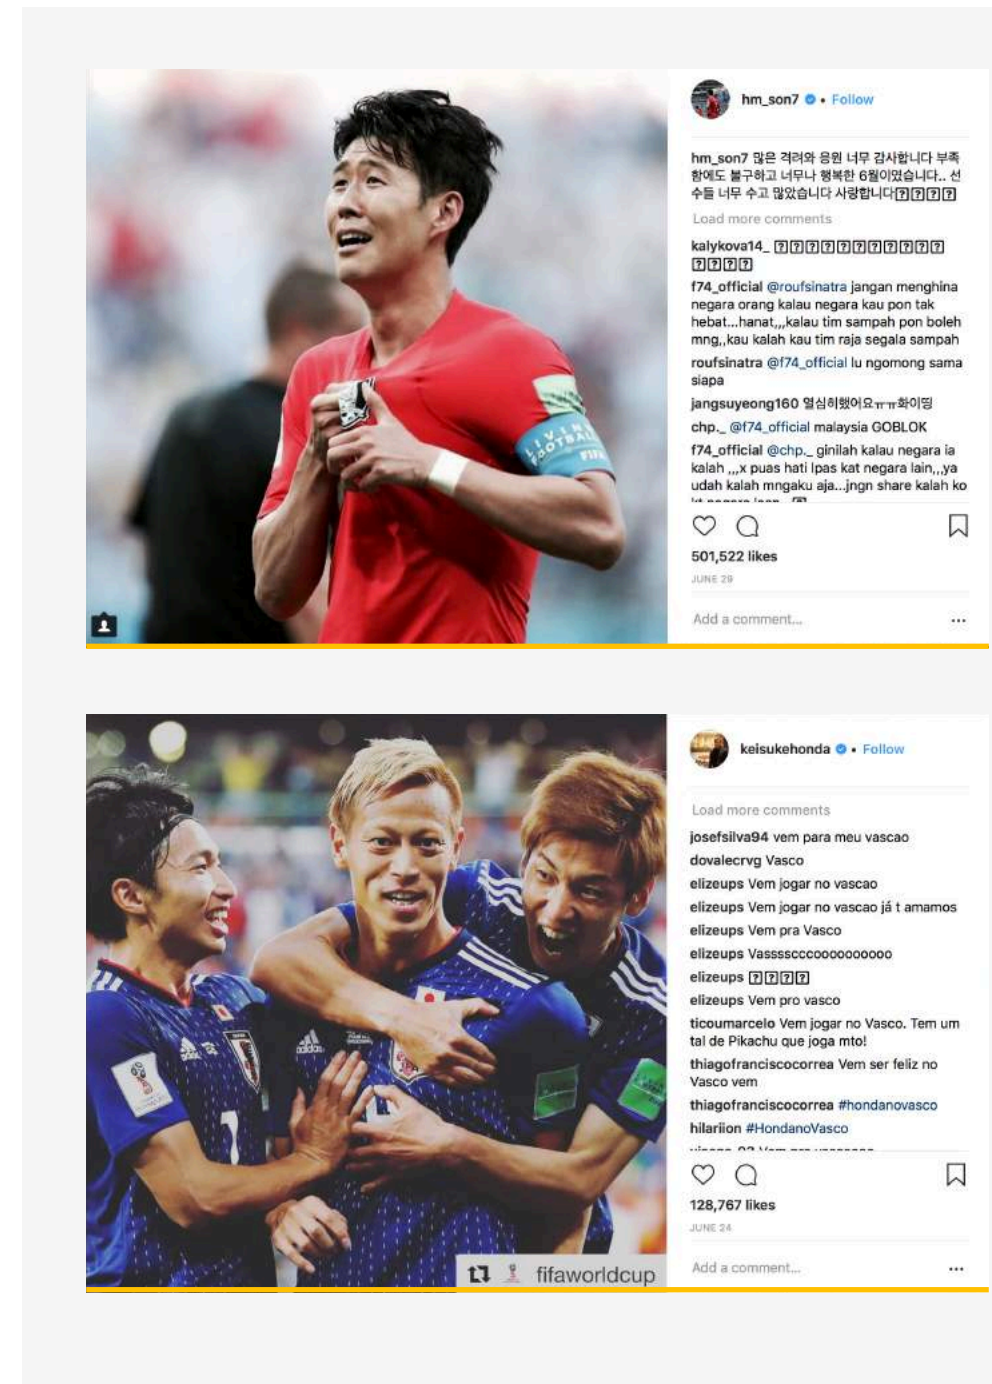 hm_son7 • Follow
hm_son7 많은 격려와 응원 너무 감사합니다 부족
함에도 불구하고 너무나 행복한 6월이였습니다.. 선
수들 너무 수고 많았습니다 사랑합니다
Load more comments
kalykova14_
f74_official @roufsinatra jangan menghina
negara orang kalau negara kau pon tak
hebat...hanat,,,kalau tim sampah pon boleh
mng,,kau kalah kau tim raja segala sampah
roufsinatra @f74_official lu ngomong sama
siapa
jangsuyeong160 열심히했어요ㅠㅠ화이띵
chp._ @f74_official malaysia GOBLOK
f74_official @chp._ ginilah kalau negara ia
kalah ,,,x puas hati lpas kat negara lain,,,ya
udah kalah mngaku aja...jngn share kalah ko
501,522 likes
JUNE 29
Add a comment...
LIVING
FOOTBALL
FIFA
keisukehonda • Follow
Load more comments
josefsilva94 vem para meu vascao
dovalecrvg Vasco
elizeups Vem jogar no vascao
elizeups Vem jogar no vascao já t amamos
elizeups Vem pra Vasco
elizeups Vasssscccoooooooooo
elizeups
elizeups Vem pro vasco
ticoumarcelo Vem jogar no Vasco. Tem um
tal de Pikachu que joga mto!
thiagofranciscocorrea Vem ser feliz no
Vasco vem
thiagofranciscocorrea #hondanovasco
hilariion #HondanoVasco
128,767 likes
JUNE 24
Add a comment...
adidas
adidas
fifaworldcup